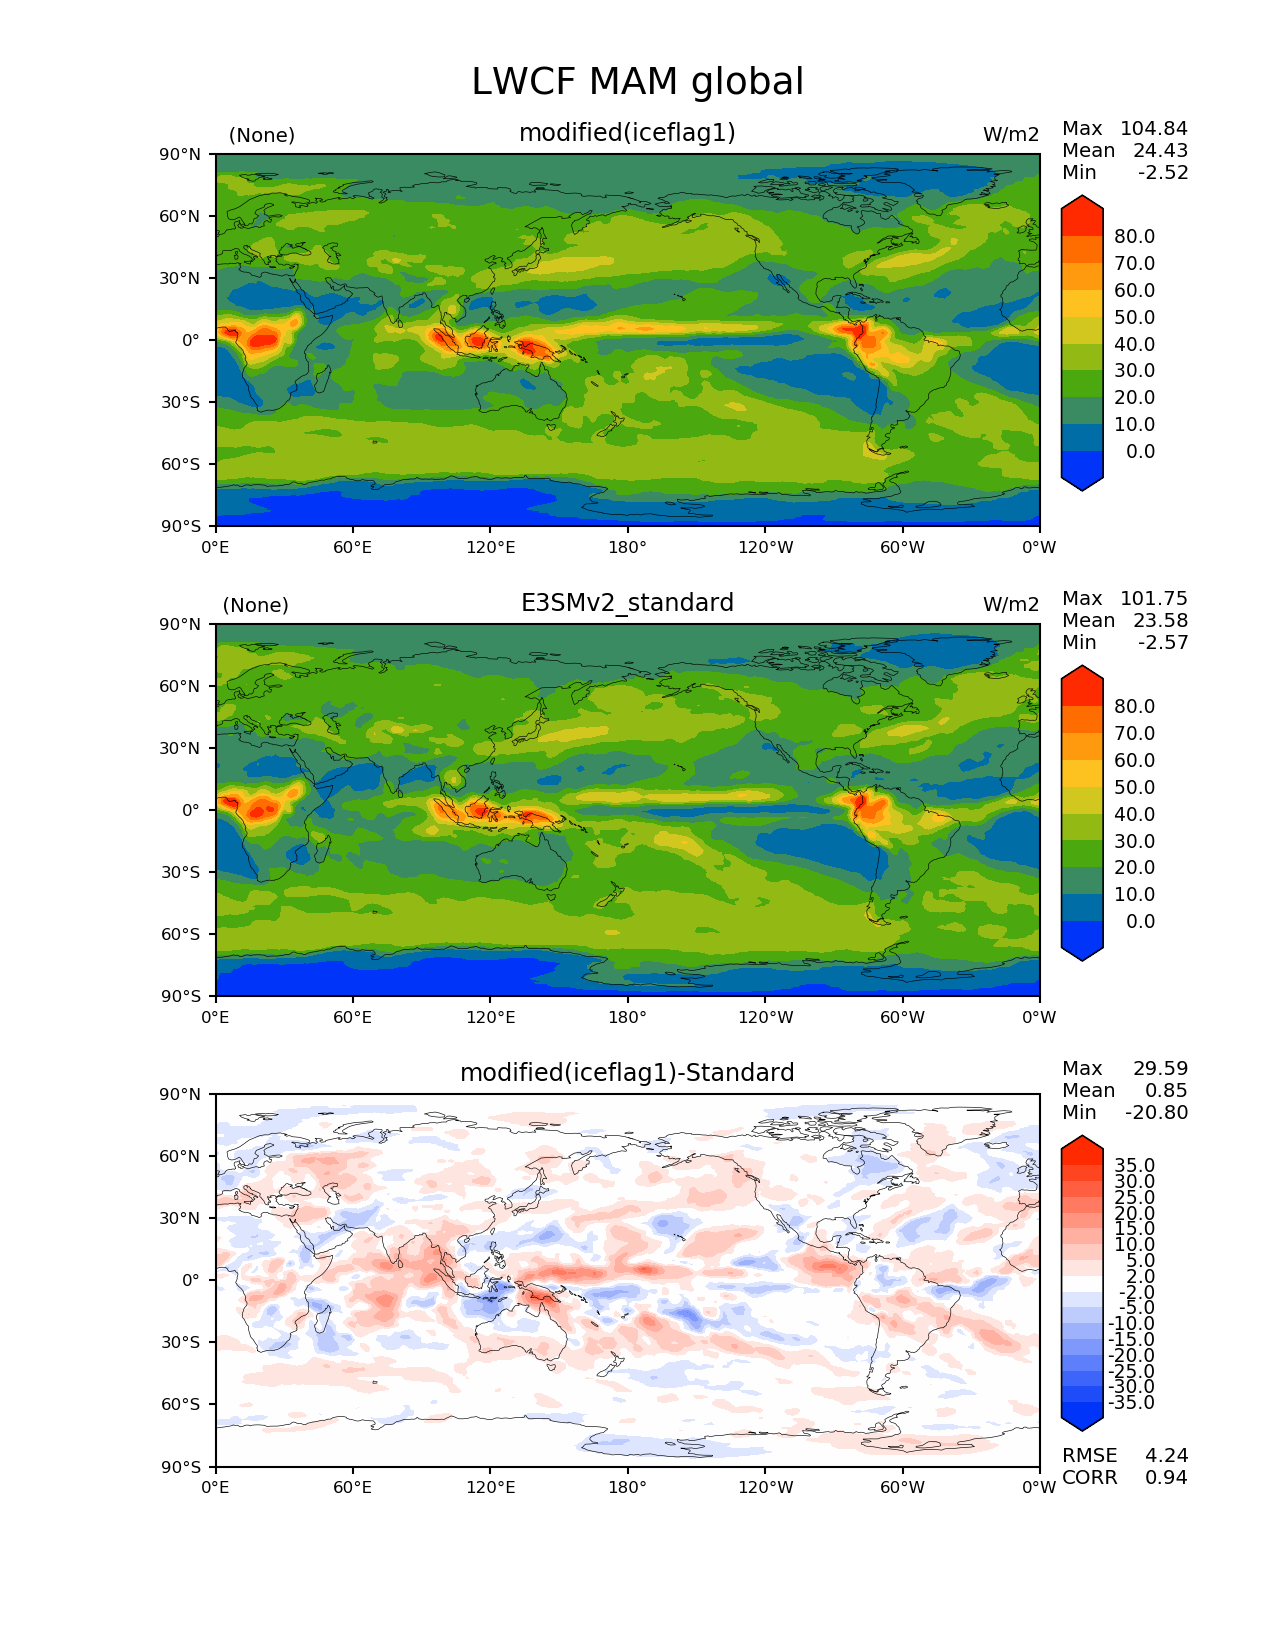 LWCF MAM global
(None) modified(iceflag1) W/m2
Max 104.84
Mean 24.43
Min -2.52
90°N
60°N
30°N
0°
30°S
60°S
90°S
0°E 60°E 120°E 180° 120°W 60°W 0°W
80.0
70.0
60.0
50.0
40.0
30.0
20.0
10.0
0.0
(None) E3SMv2_standard W/m2
Max 101.75
Mean 23.58
Min -2.57
90°N
60°N
30°N
0°
30°S
60°S
90°S
0°E 60°E 120°E 180° 120°W 60°W 0°W
80.0
70.0
60.0
50.0
40.0
30.0
20.0
10.0
0.0
modified(iceflag1)-Standard
Max 29.59
Mean 0.85
Min -20.80
90°N
60°N
30°N
0°
30°S
60°S
90°S
0°E 60°E 120°E 180° 120°W 60°W 0°W
35.0
30.0
25.0
20.0
15.0
10.0
5.0
2.0
-2.0
-5.0
-10.0
-15.0
-20.0
-25.0
-30.0
-35.0
RMSE 4.24
CORR 0.94